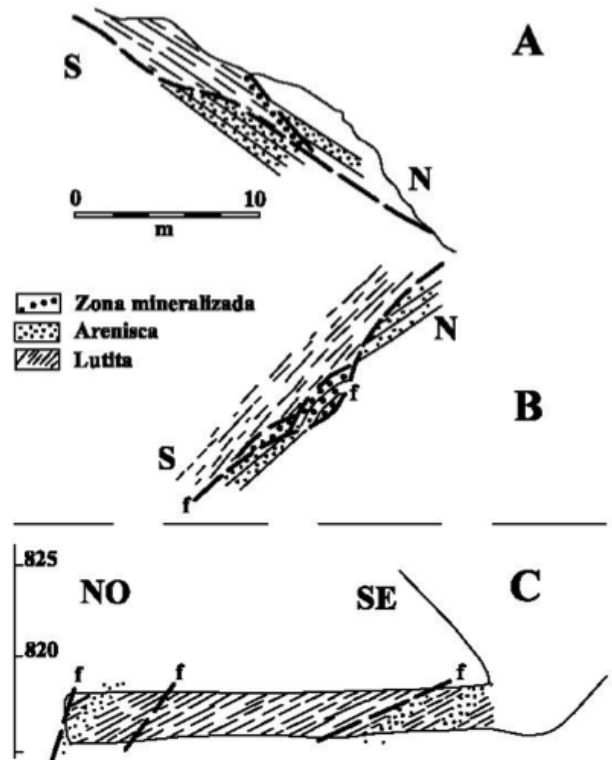 A
S
N
0 10
m
Zona mineralizada
Arenisca
Lutita
N
B
f
S
f
825
NO
SE
C
820
f
f
f